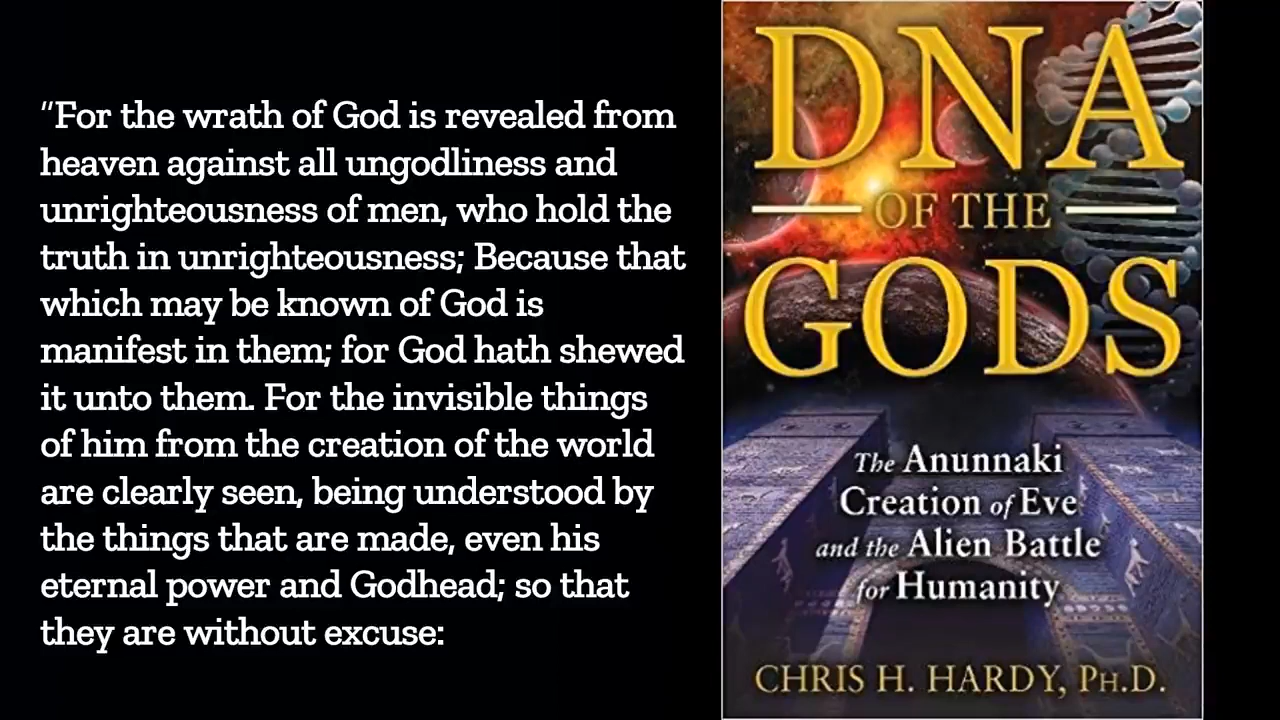 "For the wrath of God is revealed from
heaven against all ungodliness and
unrighteousness of men, who hold the
truth in unrighteousness; Because that
which may be known of God is
manifest in them; for God hath shewed
it unto them. For the invisible things
of him from the creation of the world
are clearly seen, being understood by
the things that are made, even his
eternal power and Godhead; so that
they are without excuse:
DNA
OF THE
GODS
The Anunnaki
Creation of Eve
and the Alien Battle
for Humanity
CHRIS H. HARDY, PH.D.